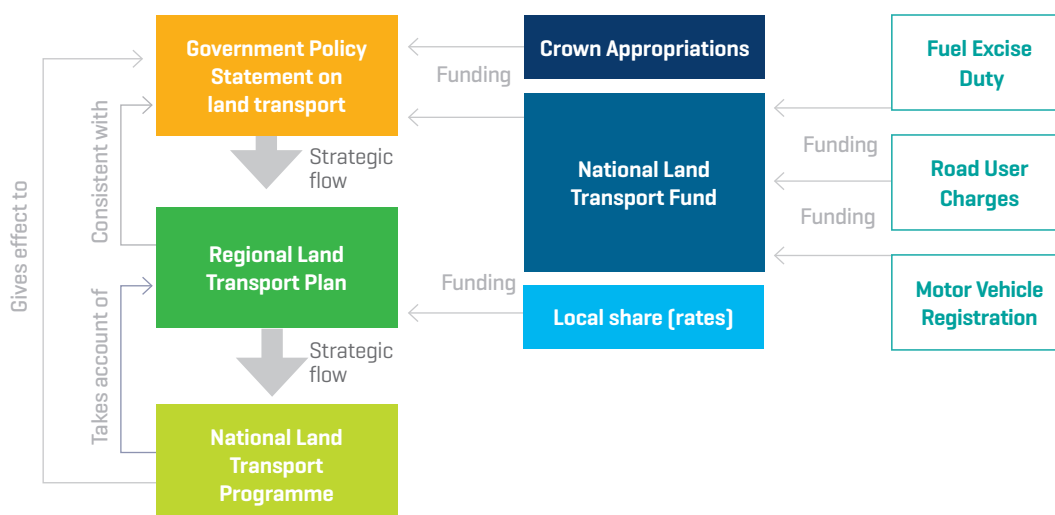 Government Policy
Statement on
land transport
Crown Appropriations
Fuel Excise
Duty
Funding
Consistent with
Strategic
flow
National Land
Transport Fund
Funding
Road User
Charges
Funding
Gives effect to
Regional Land
Transport Plan
Funding
Local share (rates)
Motor Vehicle
Registration
Takes account of
Strategic
flow
National Land
Transport
Programme